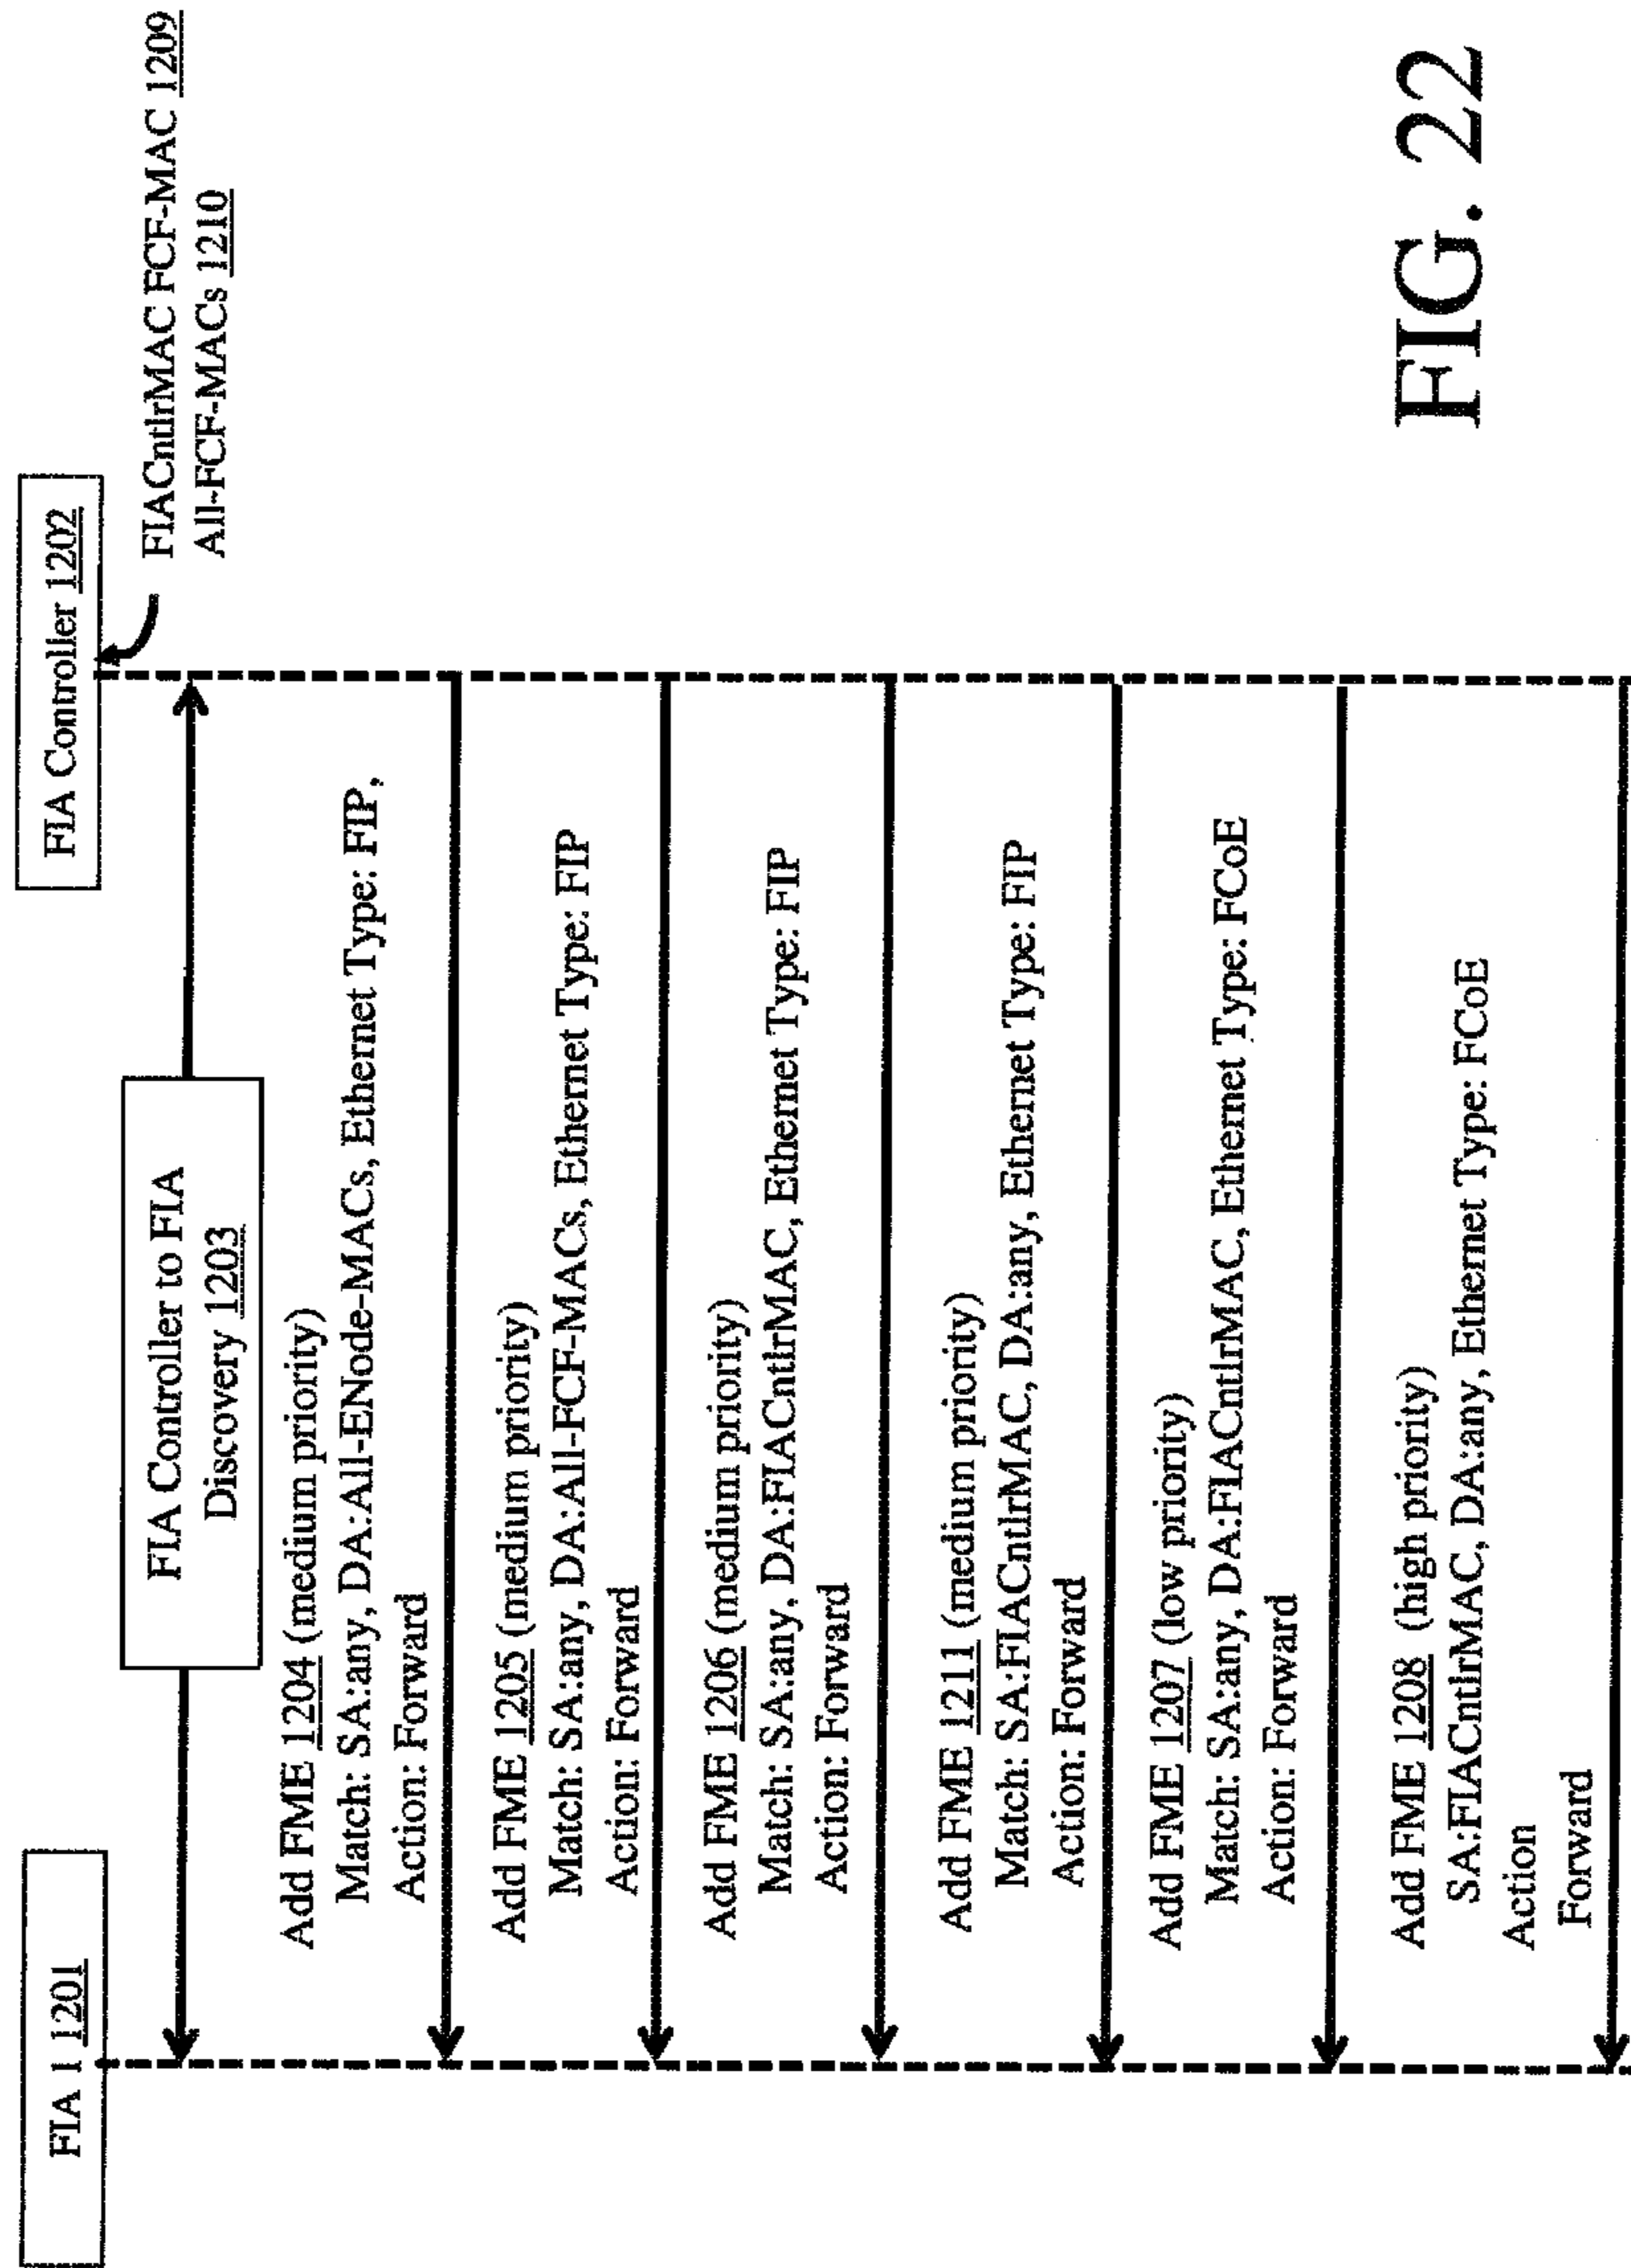 FIA 1 1201
FIA Controller 1202
FIACntlrMAC FCF-MAC 1209
All-FCF-MACs 1210
FIA Controller to FIA
Discovery 1203
Add FME 1204 (medium priority)
Match: SA:any, DA:All-ENode-MACs, Ethernet Type: FIP,
Action: Forward
Add FME 1205 (medium priority)
Match: SA:any, DA:All-FCF-MACs, Ethernet Type: FIP
Action: Forward
Add FME 1206 (medium priority)
Match: SA:any, DA:FIACntlrMAC, Ethernet Type: FIP
Action: Forward
Add FME 1211 (medium priority)
Match: SA:FIACntlrMAC, DA:any, Ethernet Type: FIP
Action: Forward
Add FME 1207 (low priority)
Match: SA:any, DA:FIACntlrMAC, Ethernet Type: FCoE
Action: Forward
Add FME 1208 (high priority)
SA:FIACntlrMAC, DA:any, Ethernet Type: FCoE
Action
Forward
FIG. 22